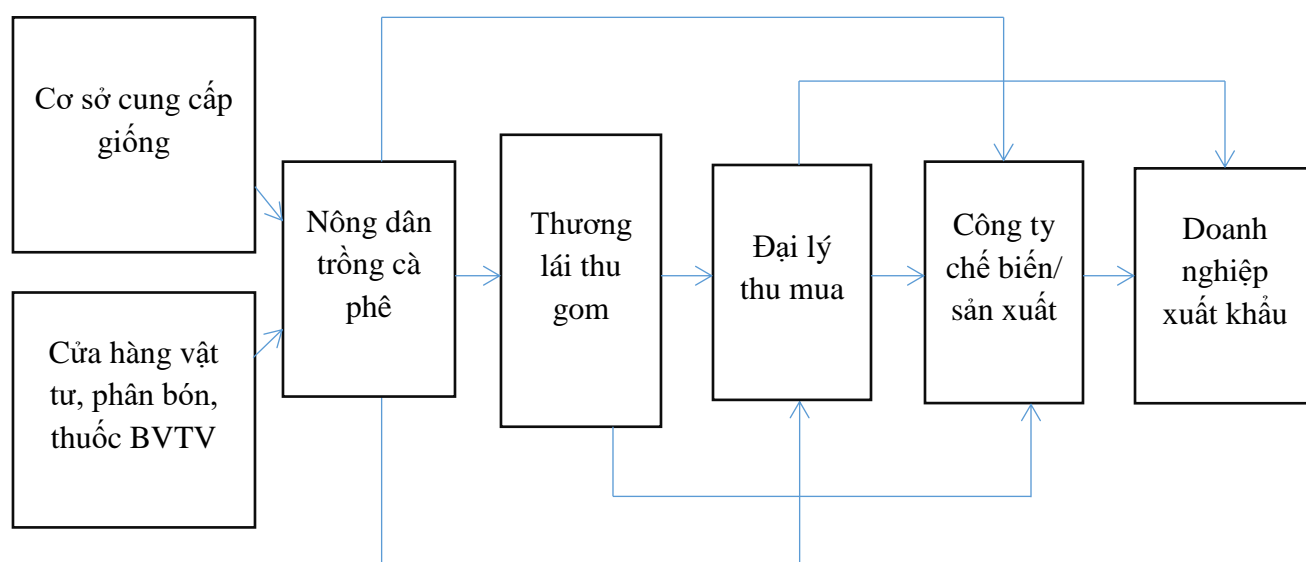 Cơ sở cung cấp
giống
Cửa hàng vật
tư, phân bón,
thuốc BVTV
Nông dân
trồng cà
phê
Thương
lái thu
gom
Đại lý
thu mua
Công ty
chế biến/
sản xuất
Doanh
nghiệp
xuất khẩu